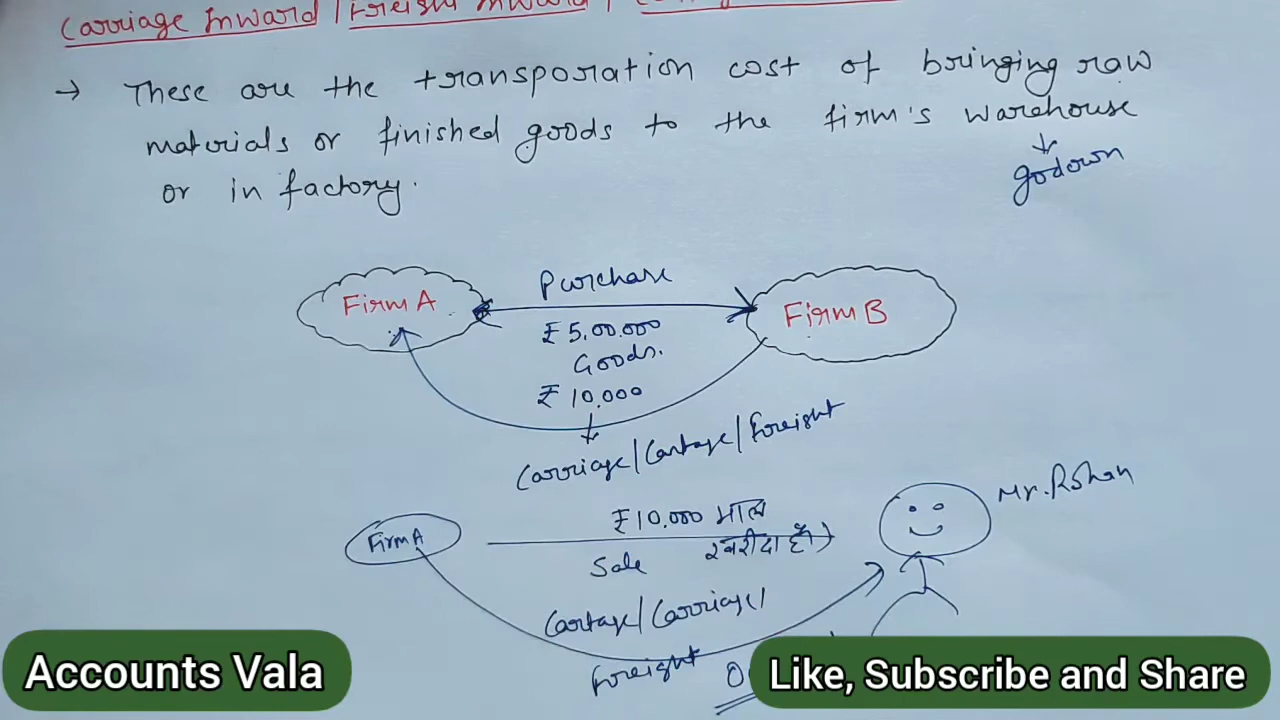 Carriage Inward / Freight Inward /
→ These are the transporation cost of bringing raw
materials or finished goods to the firm's warehouse
or in factory.
godown
Purchase
Firm A
Firm B
₹ 5,00,000
Goods.
₹ 10,000
Carriage/Cartage/Freight
Mr. Rohan
₹10,000 माल
Firm A
Sale खरीदा है
Cartage/Carriage/
Freight
Accounts Vala
Like, Subscribe and Share